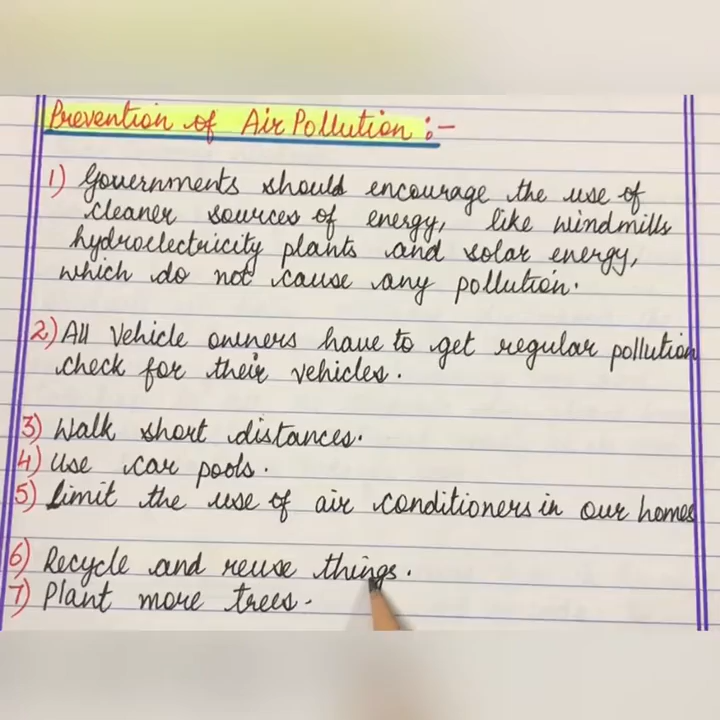 Prevention of Air Pollution :-
1) Governments should encourage the use of
cleaner sources of energy, like windmills
hydroelectricity plants and solar energy,
which do not cause any pollution.
2) All vehicle owners have to get regular pollution
check for their vehicles.
3) Walk short distances.
4) Use car pools.
5) Limit the use of air conditioners in our homes
6) Recycle and reuse things.
7) Plant more trees.